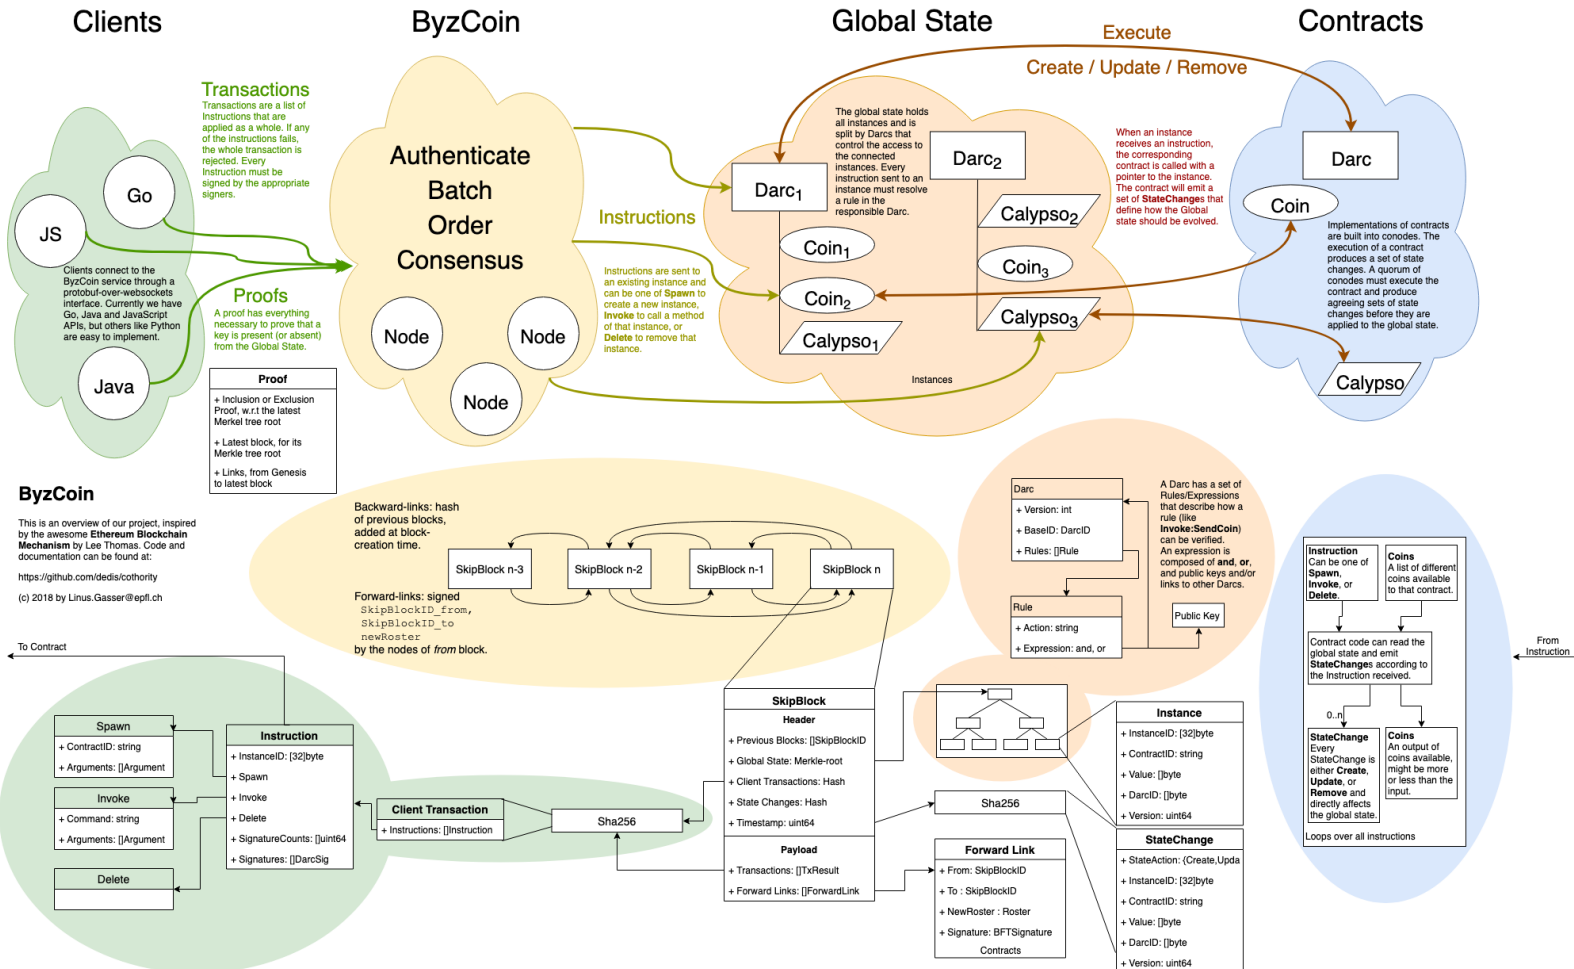 Clients
ByzCoin
Global State
Contracts
Execute
Create / Update / Remove
Transactions
Transactions are a list of
Instructions that are
applied as a whole. If any
of the instructions fails,
the whole transaction is
rejected. Every
Instruction must be
signed by the appropriate
signers.
Go
JS
Clients connect to the
ByzCoin service through a
protobuf-over-websockets
interface. Currently we have
Go, Java and JavaScript
APIs, but others like Python
are easy to implement.
Java
Proofs
A proof has everything
necessary to prove that a
key is present (or absent)
from the Global State.
Proof
+ Inclusion or Exclusion
Proof, w.r.t the latest
Merkel tree root
+ Latest block, for its
Merkle tree root
+ Links, from Genesis
to latest block
Authenticate
Batch
Order
Consensus
Node
Node
Node
Instructions
Instructions are sent to
an existing instance and
can be one of Spawn to
create a new instance,
Invoke to call a method
of that instance, or
Delete to remove that
instance.
The global state holds
all instances and is
split by Darcs that
control the access to
the connected
instances. Every
instruction sent to an
instance must resolve
a rule in the
responsible Darc.
Darc1
Coin1
Coin2
Calypso1
Darc2
Calypso2
Coin3
Calypso3
Instances
When an instance
receives an instruction,
the corresponding
contract is called with a
pointer to the instance.
The contract will emit a
set of StateChanges that
define how the Global
state should be evolved.
Darc
Coin
Implementations of contracts
are built into conodes. The
execution of a contract
produces a set of state
changes. A quorum of
conodes must execute the
contract and produce
agreeing sets of state
changes before they are
applied to the global state.
Calypso
ByzCoin
This is an overview of our project, inspired
by the awesome Ethereum Blockchain
Mechanism by Lee Thomas. Code and
documentation can be found at:
https://github.com/dedis/cothority
(c) 2018 by Linus.Gasser@epfl.ch
Backward-links: hash
of previous blocks,
added at block-
creation time.
SkipBlock n-3
SkipBlock n-2
SkipBlock n-1
SkipBlock n
Forward-links: signed
SkipBlockID_from,
SkipBlockID_to
newRoster
by the nodes of from block.
Darc
+ Version: int
+ BaseID: DarcID
+ Rules: []Rule
Rule
+ Action: string
+ Expression: and, or
A Darc has a set of
Rules/Expressions
that describe how a
rule (like
Invoke:SendCoin)
can be verified.
An expression is
composed of and, or,
and public keys and/or
links to other Darcs.
Public Key
Instruction
Can be one of
Spawn,
Invoke, or
Delete.
Coins
A list of different
coins available
to that contract.
Contract code can read the
global state and emit
StateChanges according to
the Instruction received.
0..n
StateChange
Every
StateChange is
either Create,
Update, or
Remove and
directly affects
the global state.
Coins
An output of
coins available,
might be more
or less than the
input.
Loops over all instructions
From
Instruction
To Contract
Spawn
+ ContractID: string
+ Arguments: []Argument
Invoke
+ Command: string
+ Arguments: []Argument
Delete
Instruction
+ InstanceID: [32]byte
+ Spawn
+ Invoke
+ Delete
+ SignatureCounts: []uint64
+ Signatures: []DarcSig
Client Transaction
+ Instructions: []Instruction
Sha256
SkipBlock
Header
+ Previous Blocks: []SkipBlockID
+ Global State: Merkle-root
+ Client Transactions: Hash
+ State Changes: Hash
+ Timestamp: uint64
Payload
+ Transactions: []TxResult
+ Forward Links: []ForwardLink
Sha256
Forward Link
+ From: SkipBlockID
+ To : SkipBlockID
+ NewRoster : Roster
+ Signature: BFTSignature
Contracts
Instance
+ InstanceID: [32]byte
+ ContractID: string
+ Value: []byte
+ DarcID: []byte
+ Version: uint64
StateChange
+ StateAction: {Create,Upda
+ InstanceID: [32]byte
+ ContractID: string
+ Value: []byte
+ DarcID: []byte
+ Version: uint64